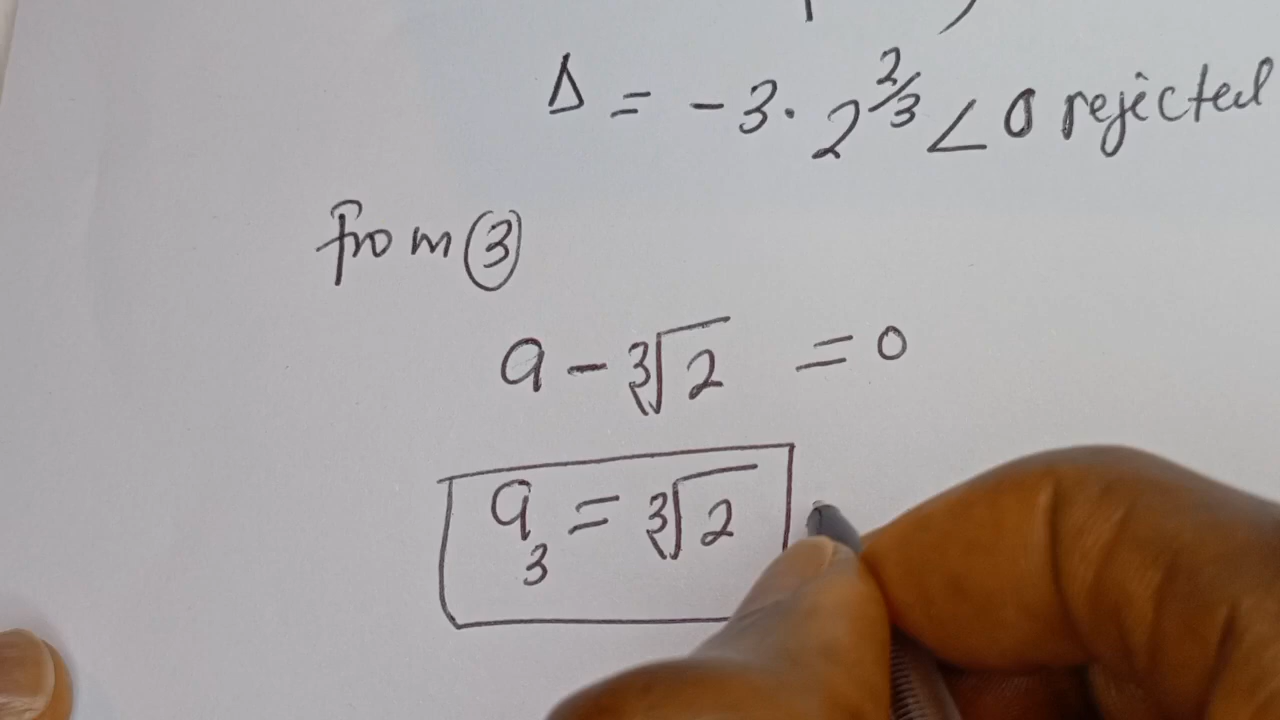 Δ = -3 · 2^{2/3} < 0 rejected
from ③
a - ∛2 = 0
a₃ = ∛2